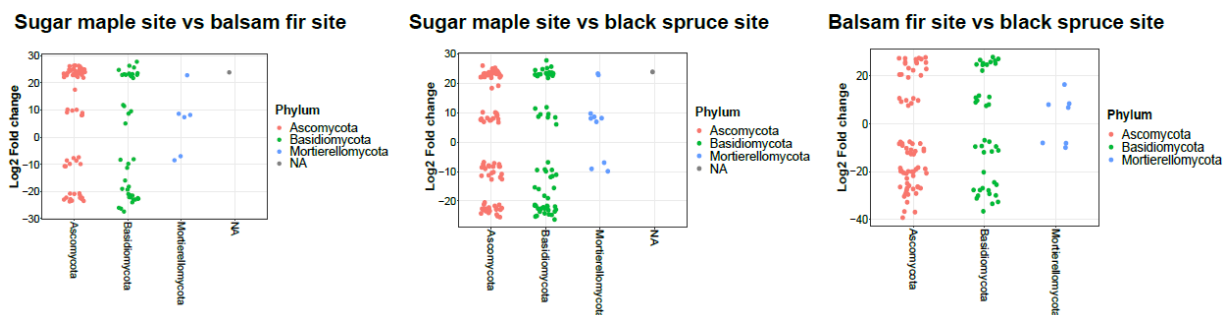 Sugar maple site vs balsam fir site
Log2 Fold change
30
20
10
0
−10
−20
−30
Ascomycota
Basidiomycota
Mortierellomycota
NA
Phylum
Ascomycota
Basidiomycota
Mortierellomycota
NA
Sugar maple site vs black spruce site
Log2 Fold change
30
20
10
0
−10
−20
Ascomycota
Basidiomycota
Mortierellomycota
NA
Phylum
Ascomycota
Basidiomycota
Mortierellomycota
NA
Balsam fir site vs black spruce site
Log2 Fold change
20
0
−20
−40
Ascomycota
Basidiomycota
Mortierellomycota
Phylum
Ascomycota
Basidiomycota
Mortierellomycota